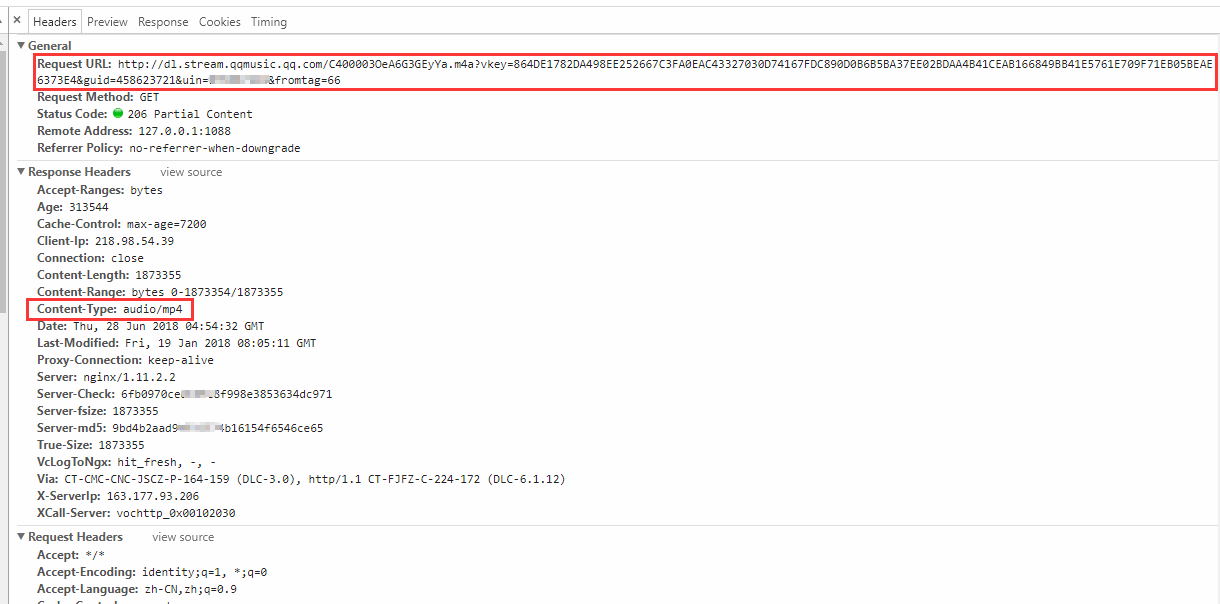 Headers Preview Response Cookies Timing
General
Request URL: http://dl.stream.qqmusic.qq.com/C400003OeA6G3GEyYa.m4a?vkey=864DE1782DA498EE252667C3FA0EAC43327030D74167FDC890D0B6B5BA37EE02BDAA4B41CEAB166849BB41E5761E709F71EB05BEAE
6373E4&guid=458623721&uin= &fromtag=66
Request Method: GET
Status Code: 206 Partial Content
Remote Address: 127.0.0.1:1088
Referrer Policy: no-referrer-when-downgrade
Response Headers view source
Accept-Ranges: bytes
Age: 313544
Cache-Control: max-age=7200
Client-Ip: 218.98.54.39
Connection: close
Content-Length: 1873355
Content-Range: bytes 0-1873354/1873355
Content-Type: audio/mp4
Date: Thu, 28 Jun 2018 04:54:32 GMT
Last-Modified: Fri, 19 Jan 2018 08:05:11 GMT
Proxy-Connection: keep-alive
Server: nginx/1.11.2.2
Server-Check: 6fb0970ce 8f998e3853634dc971
Server-fsize: 1873355
Server-md5: 9bd4b2aad9 b16154f6546ce65
True-Size: 1873355
VcLogToNgx: hit_fresh, -, -
Via: CT-CMC-CNC-JSCZ-P-164-159 (DLC-3.0), http/1.1 CT-FJFZ-C-224-172 (DLC-6.1.12)
X-ServerIp: 163.177.93.206
XCall-Server: vochttp_0x00102030
Request Headers view source
Accept: */*
Accept-Encoding: identity;q=1, *;q=0
Accept-Language: zh-CN,zh;q=0.9